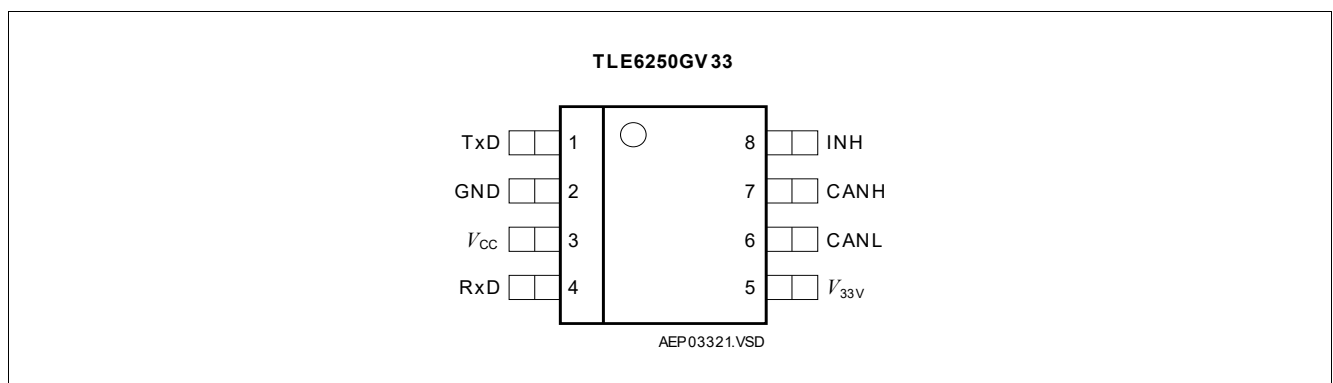 TLE6250GV33
TxD 1 8 INH
GND 2 7 CANH
VCC 3 6 CANL
RxD 4 5 V33V
AEP03321.VSD